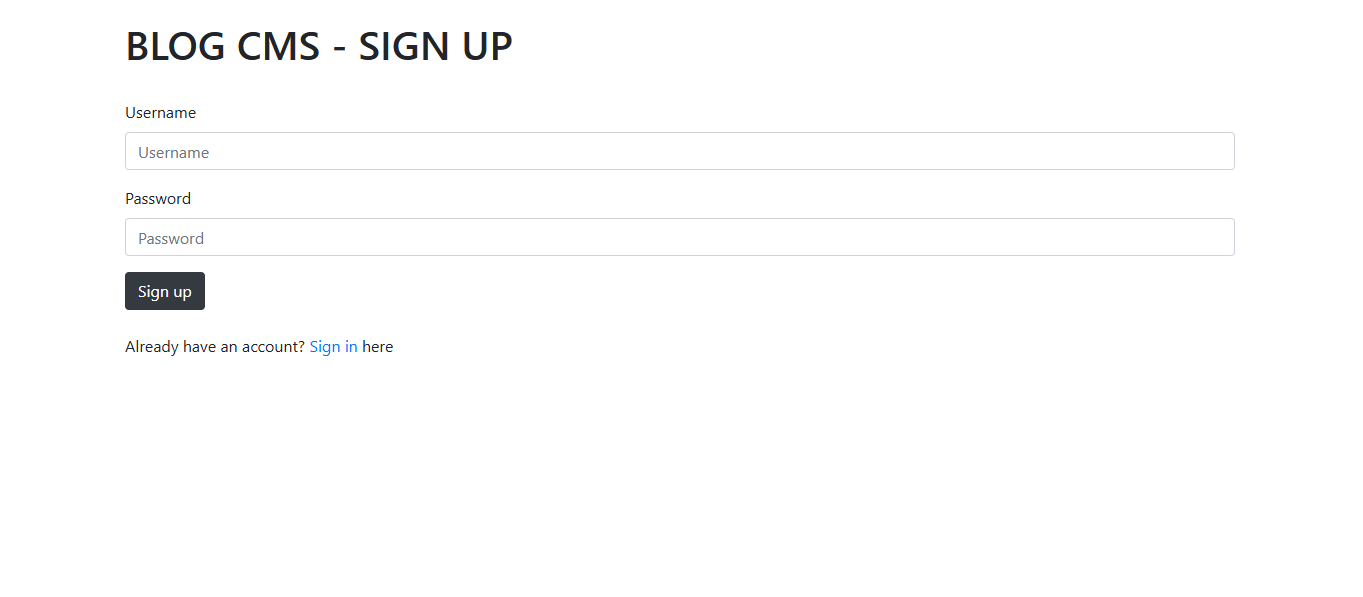 BLOG CMS - SIGN UP
Username
Username
Password
Password
Sign up
Already have an account? Sign in here